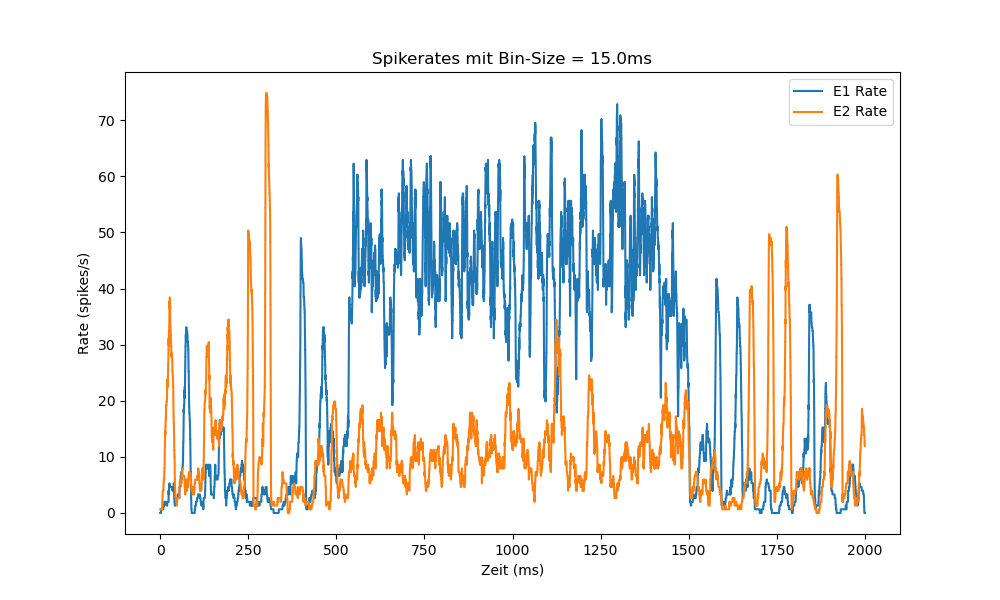 Spikerates mit Bin-Size = 15.0ms
E1 Rate
E2 Rate
70
60
50
40
30
20
10
0
Rate (spikes/s)
0 250 500 750 1000 1250 1500 1750 2000
Zeit (ms)